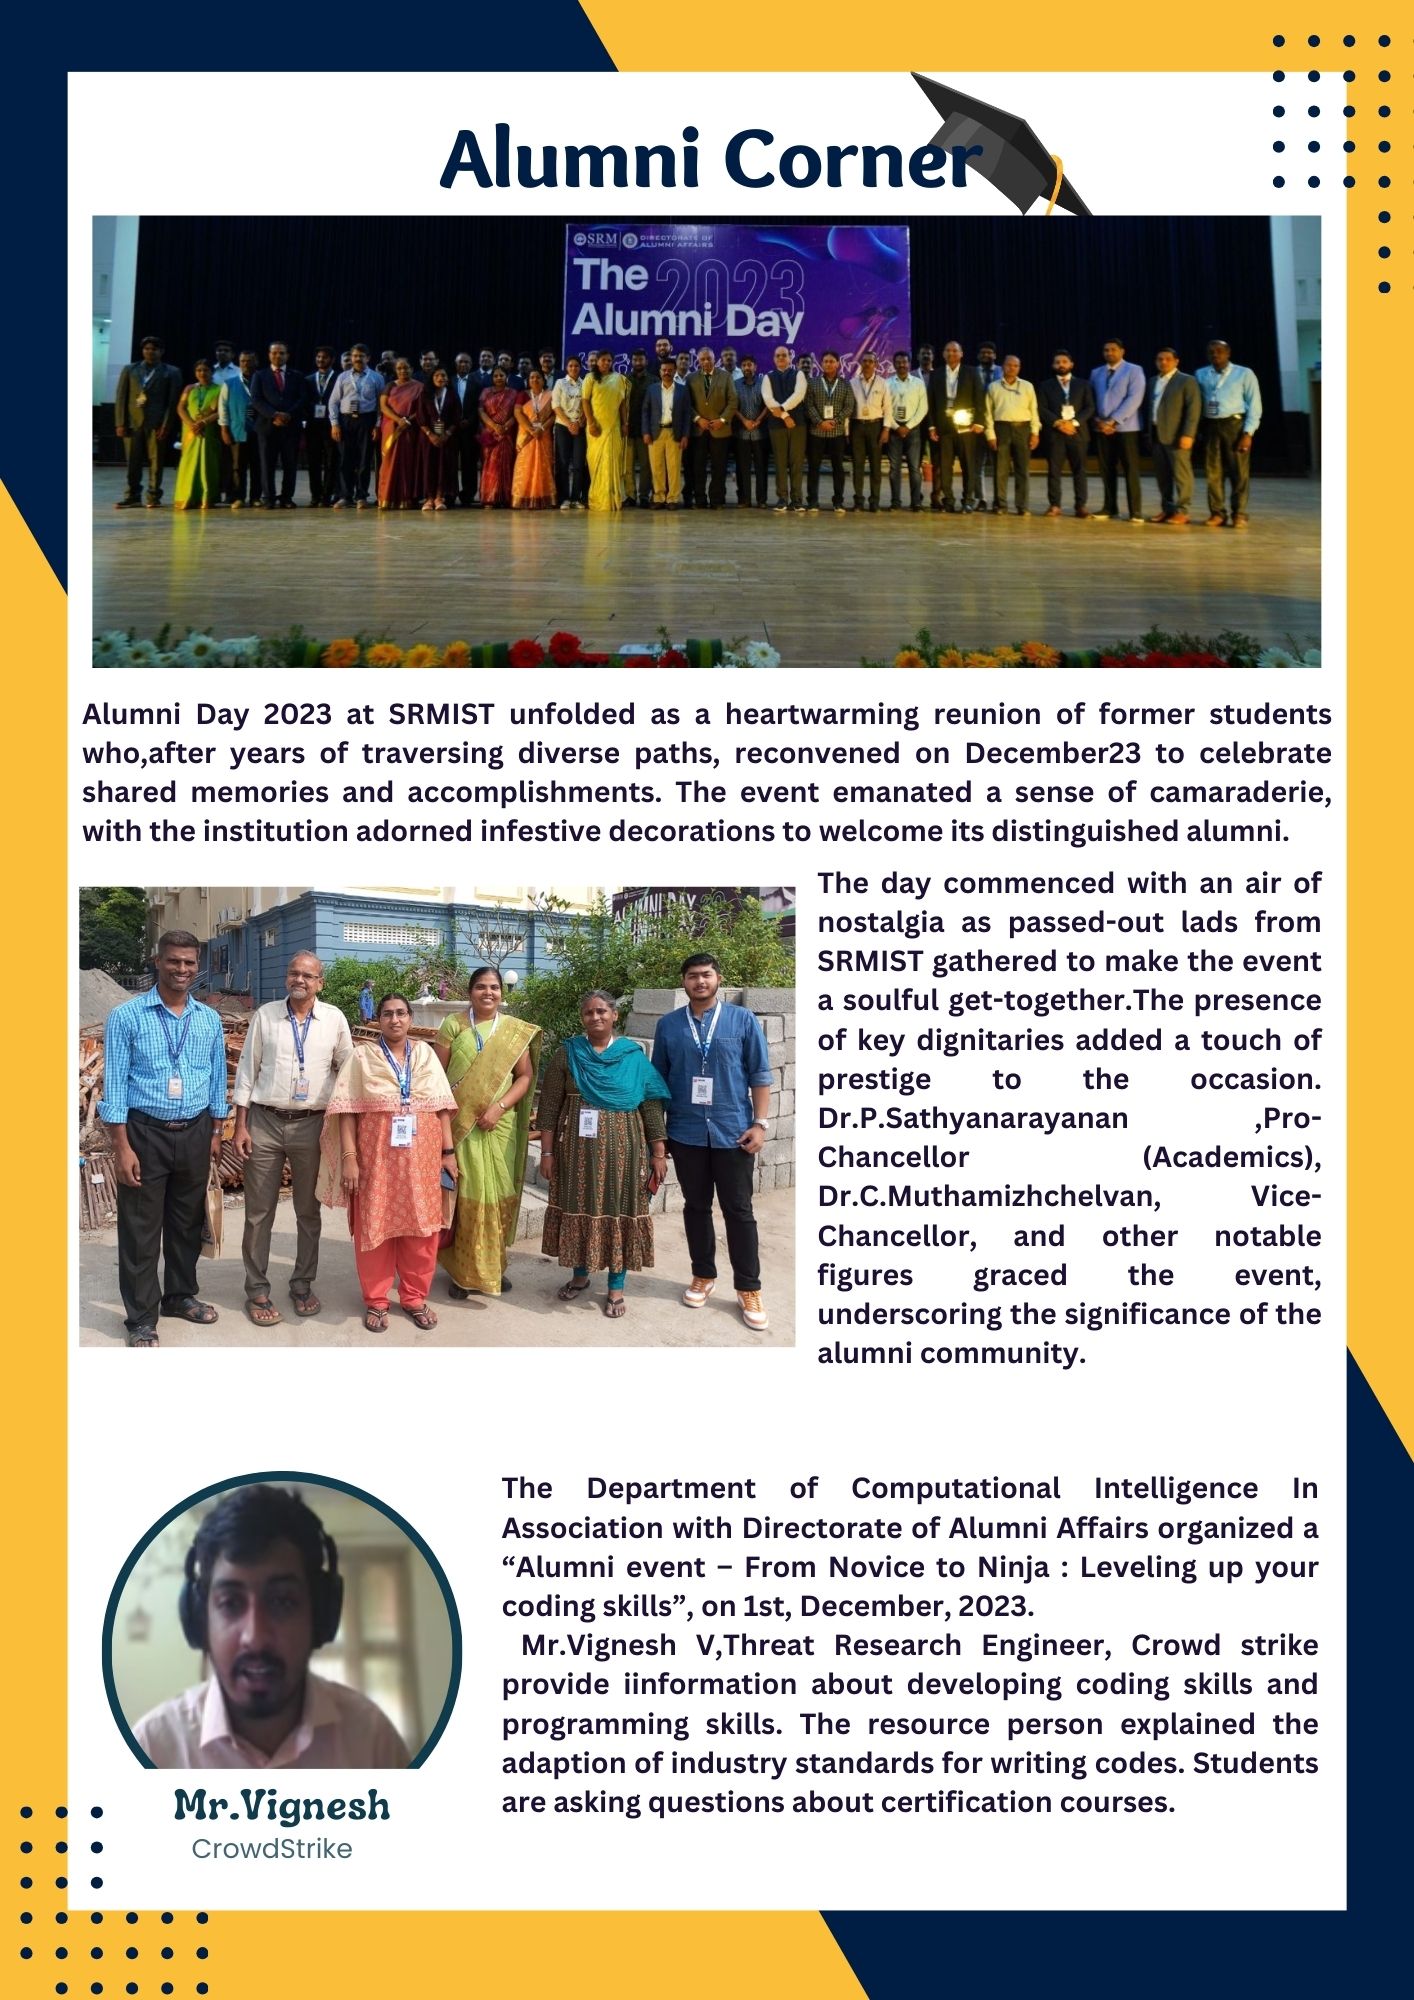 Alumni Corner
SRM DIRECTORATE OF
ALUMNI AFFAIRS
The 2023
Alumni Day
Alumni Day 2023 at SRMIST unfolded as a heartwarming reunion of former students
who,after years of traversing diverse paths, reconvened on December23 to celebrate
shared memories and accomplishments. The event emanated a sense of camaraderie,
with the institution adorned infestive decorations to welcome its distinguished alumni.
ALUMNI DAY
The day commenced with an air of
nostalgia as passed-out lads from
SRMIST gathered to make the event
a soulful get-together.The presence
of key dignitaries added a touch of
prestige to the occasion.
Dr.P.Sathyanarayanan ,Pro-
Chancellor (Academics),
Dr.C.Muthamizhchelvan, Vice-
Chancellor, and other notable
figures graced the event,
underscoring the significance of the
alumni community.
The Department of Computational Intelligence In
Association with Directorate of Alumni Affairs organized a
“Alumni event – From Novice to Ninja : Leveling up your
coding skills”, on 1st, December, 2023.
Mr.Vignesh V,Threat Research Engineer, Crowd strike
provide iinformation about developing coding skills and
programming skills. The resource person explained the
adaption of industry standards for writing codes. Students
are asking questions about certification courses.
Mr.Vignesh
CrowdStrike